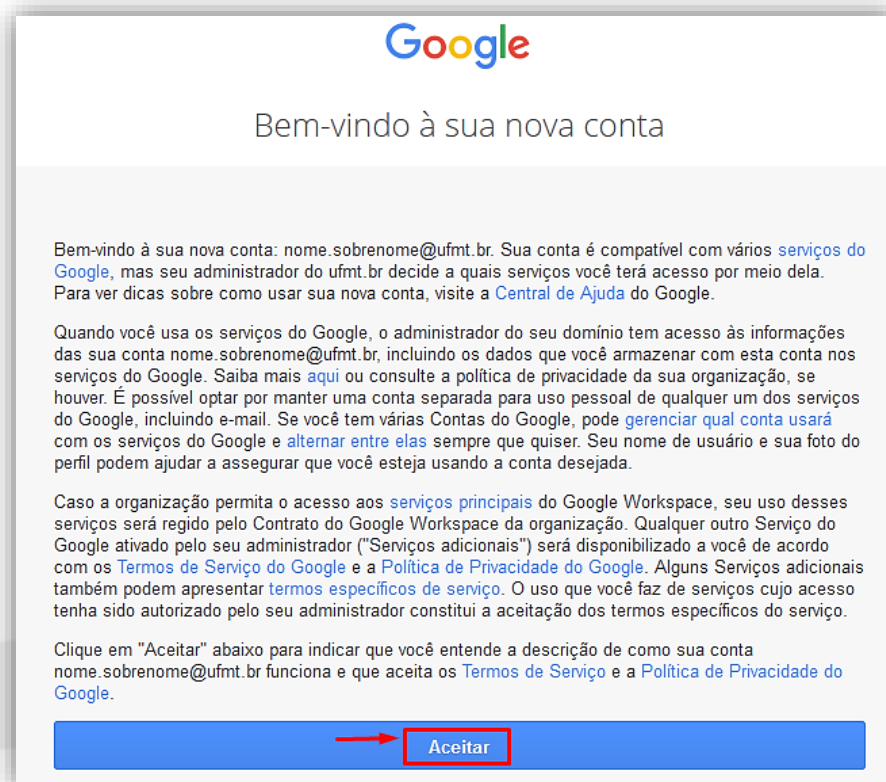 Google
Bem-vindo à sua nova conta
Bem-vindo à sua nova conta: nome.sobrenome@ufmt.br. Sua conta é compatível com vários serviços do
Google, mas seu administrador do ufmt.br decide a quais serviços você terá acesso por meio dela.
Para ver dicas sobre como usar sua nova conta, visite a Central de Ajuda do Google.
Quando você usa os serviços do Google, o administrador do seu domínio tem acesso às informações
das sua conta nome.sobrenome@ufmt.br, incluindo os dados que você armazenar com esta conta nos
serviços do Google. Saiba mais aqui ou consulte a política de privacidade da sua organização, se
houver. É possível optar por manter uma conta separada para uso pessoal de qualquer um dos serviços
do Google, incluindo e-mail. Se você tem várias Contas do Google, pode gerenciar qual conta usará
com os serviços do Google e alternar entre elas sempre que quiser. Seu nome de usuário e sua foto do
perfil podem ajudar a assegurar que você esteja usando a conta desejada.
Caso a organização permita o acesso aos serviços principais do Google Workspace, seu uso desses
serviços será regido pelo Contrato do Google Workspace da organização. Qualquer outro Serviço do
Google ativado pelo seu administrador ("Serviços adicionais") será disponibilizado a você de acordo
com os Termos de Serviço do Google e a Política de Privacidade do Google. Alguns Serviços adicionais
também podem apresentar termos específicos de serviço. O uso que você faz de serviços cujo acesso
tenha sido autorizado pelo seu administrador constitui a aceitação dos termos específicos do serviço.
Clique em "Aceitar" abaixo para indicar que você entende a descrição de como sua conta
nome.sobrenome@ufmt.br funciona e que aceita os Termos de Serviço e a Política de Privacidade do
Google.
Aceitar